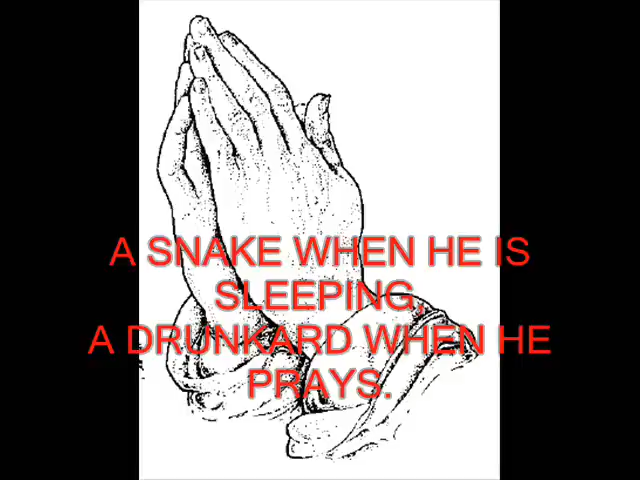 A SNAKE WHEN HE IS
SLEEPING,
A DRUNKARD WHEN HE
PRAYS.